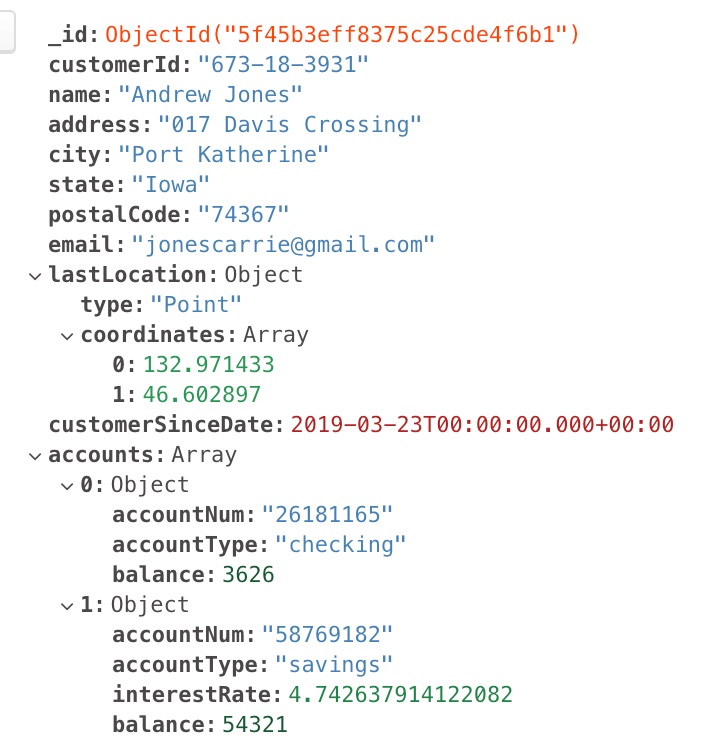 _id: ObjectId("5f45b3eff8375c25cde4f6b1")
customerId: "673-18-3931"
name: "Andrew Jones"
address: "017 Davis Crossing"
city: "Port Katherine"
state: "Iowa"
postalCode: "74367"
email: "jonescarrie@gmail.com"
lastLocation: Object
type: "Point"
coordinates: Array
0: 132.971433
1: 46.602897
customerSinceDate: 2019-03-23T00:00:00.000+00:00
accounts: Array
0: Object
accountNum: "26181165"
accountType: "checking"
balance: 3626
1: Object
accountNum: "58769182"
accountType: "savings"
interestRate: 4.742637914122082
balance: 54321